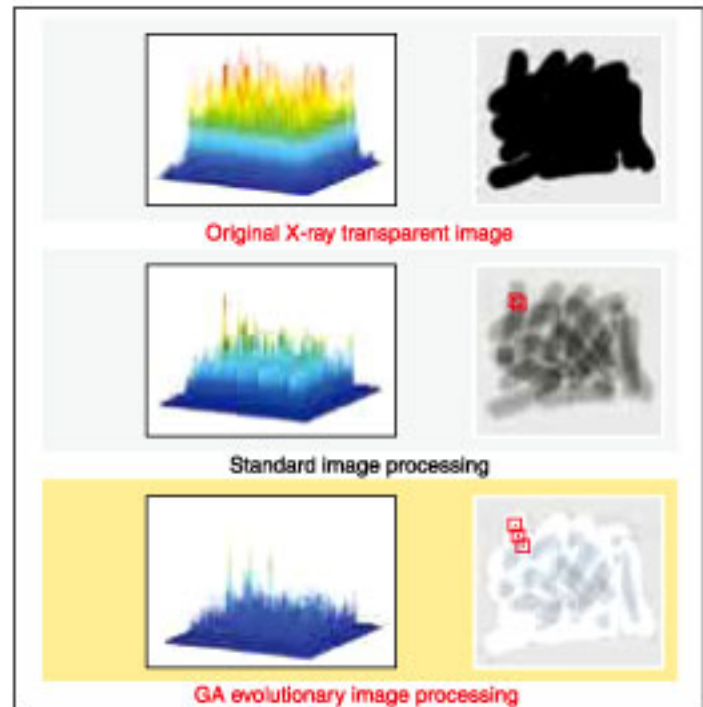 Original X-ray transparent image
Standard image processing
GA evolutionary image processing